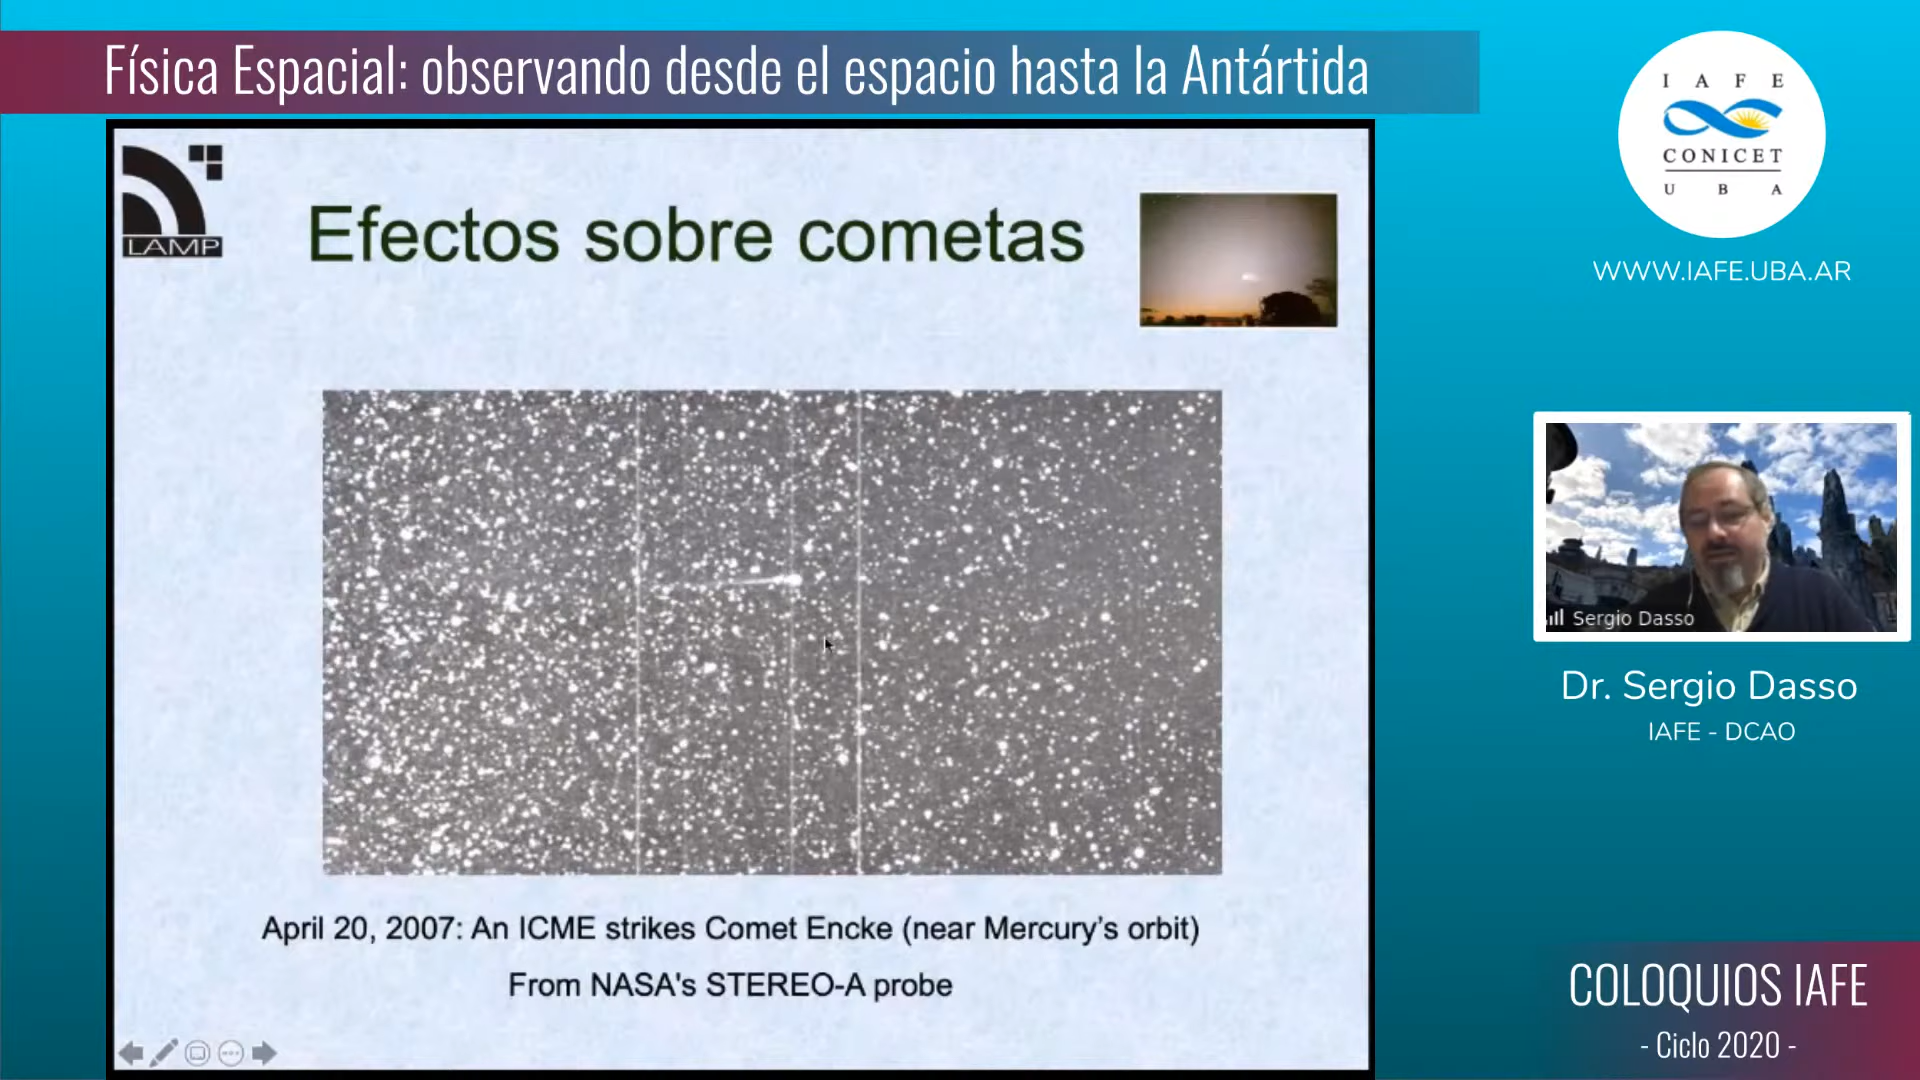 Física Espacial: observando desde el espacio hasta la Antártida
LAMP
Efectos sobre cometas
April 20, 2007: An ICME strikes Comet Encke (near Mercury's orbit)
From NASA's STEREO-A probe
I A F E
CONICET
U B A
WWW.IAFE.UBA.AR
Sergio Dasso
Dr. Sergio Dasso
IAFE - DCAO
COLOQUIOS IAFE
- Ciclo 2020 -